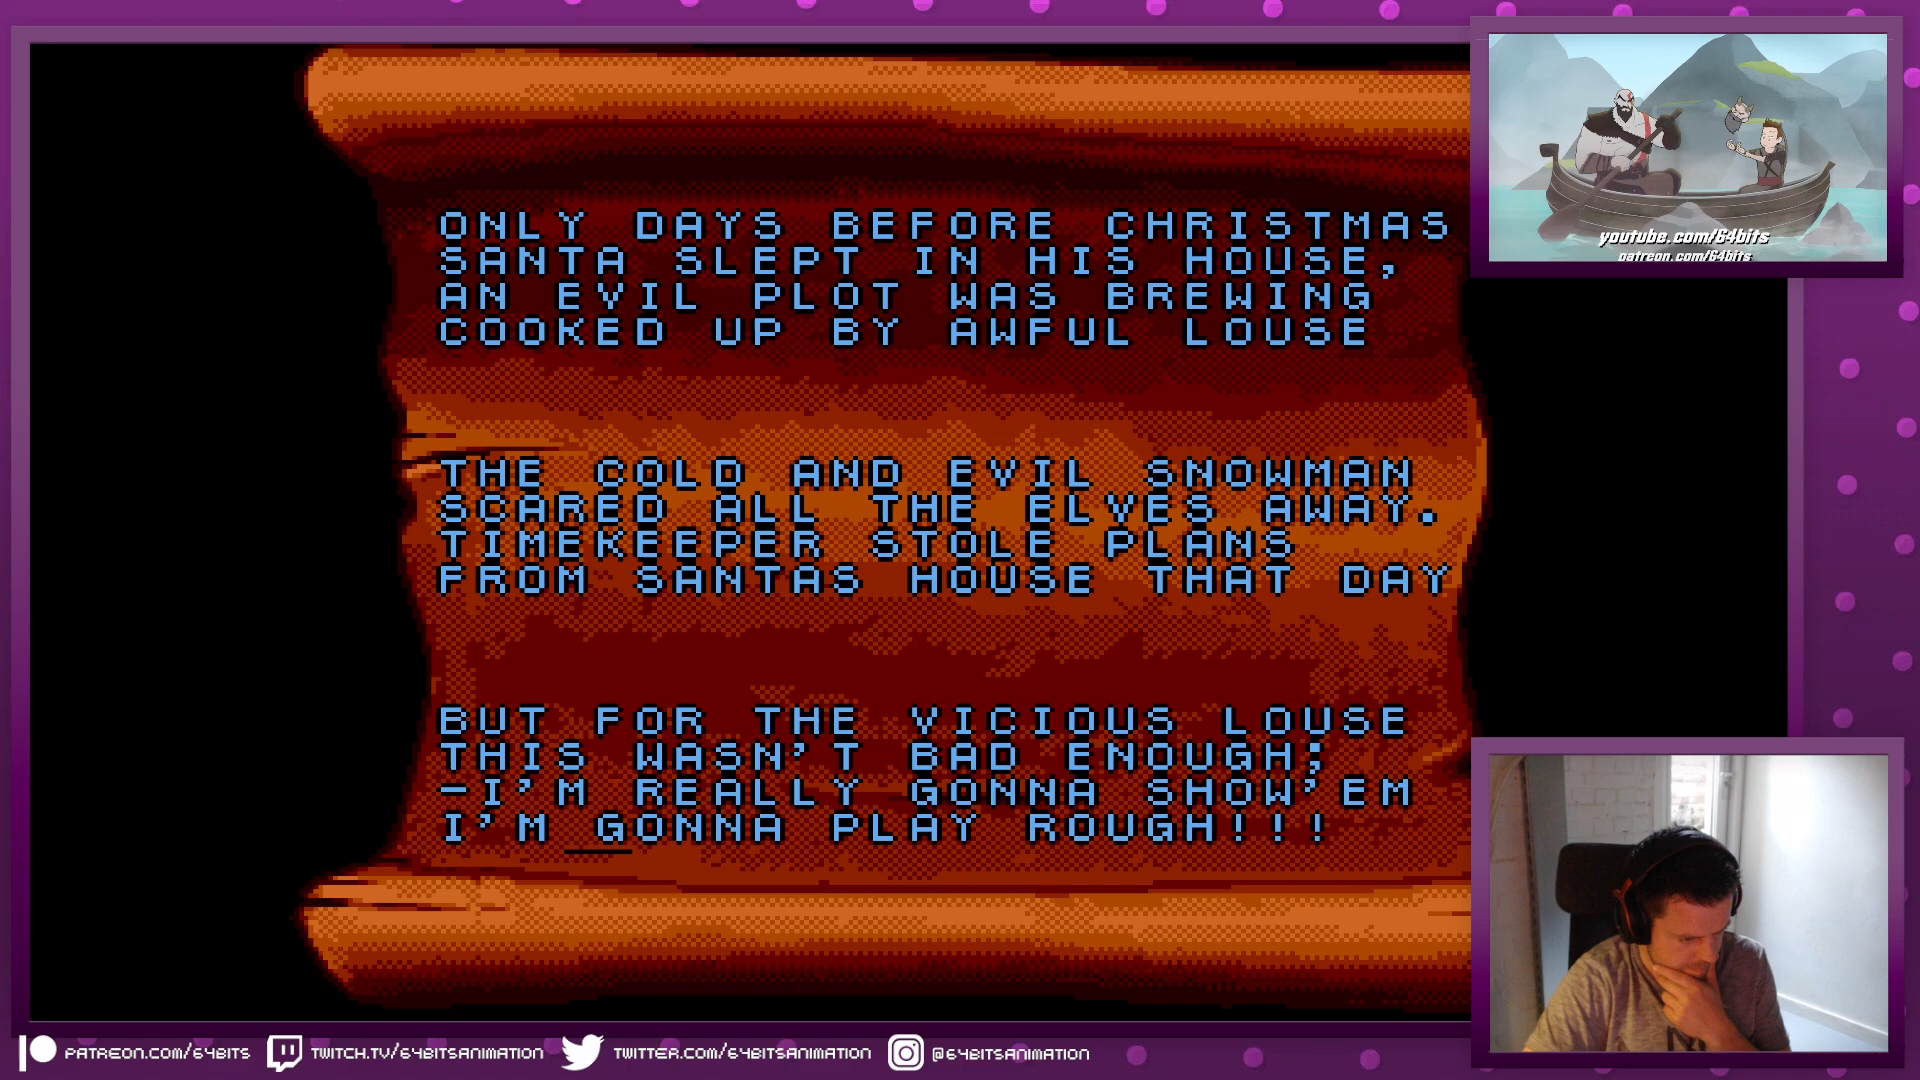 ONLY DAYS BEFORE CHRISTMAS
SANTA SLEPT IN HIS HOUSE,
AN EVIL PLOT WAS BREWING
COOKED UP BY AWFUL LOUSE
THE COLD AND EVIL SNOWMAN
SCARED ALL THE ELVES AWAY.
TIMEKEEPER STOLE PLANS
FROM SANTAS HOUSE THAT DAY
BUT FOR THE VICIOUS LOUSE
THIS WASN'T BAD ENOUGH;
-I'M REALLY GONNA SHOW'EM
I'M GONNA PLAY ROUGH!!!
youtube.com/64bits
patreon.com/64bits
PATREON.COM/64BITS
TWITCH.TV/64BITSANIMATION
TWITTER.COM/64BITSANIMATION
@64BITSANIMATION